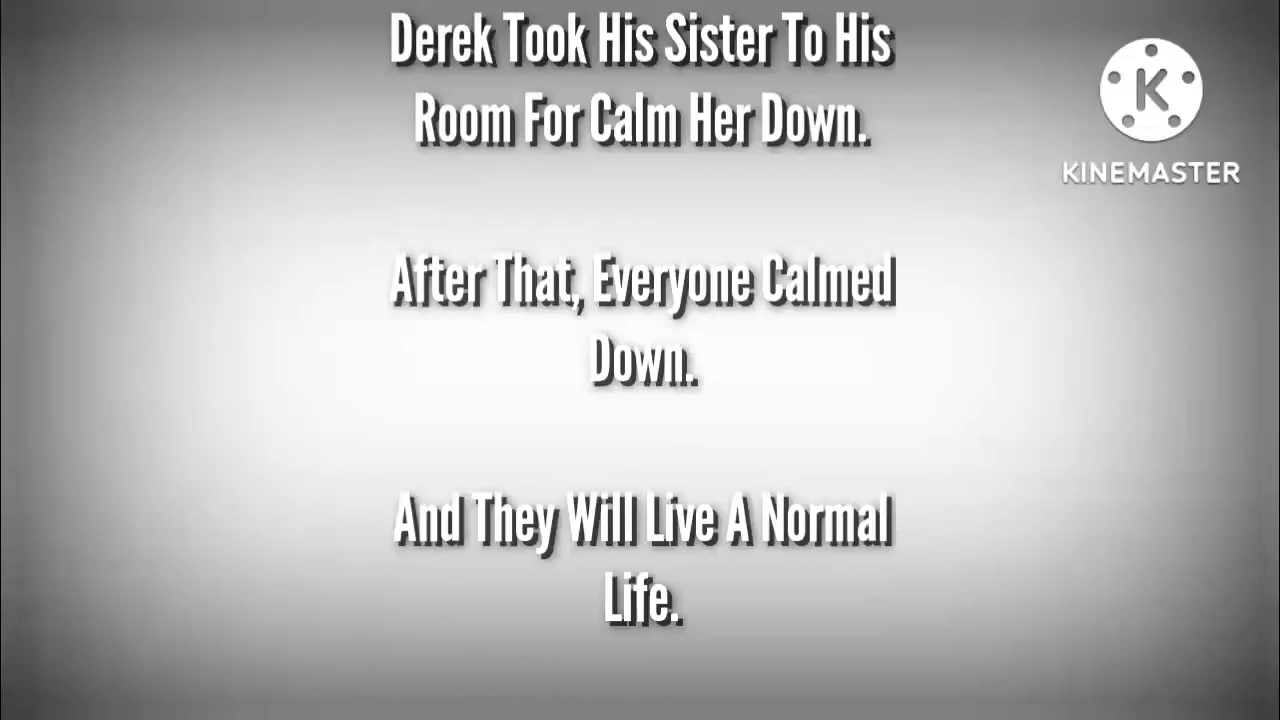 Derek Took His Sister To His
Room For Calm Her Down.
After That, Everyone Calmed
Down.
And They Will Live A Normal
Life.
K
KINEMASTER